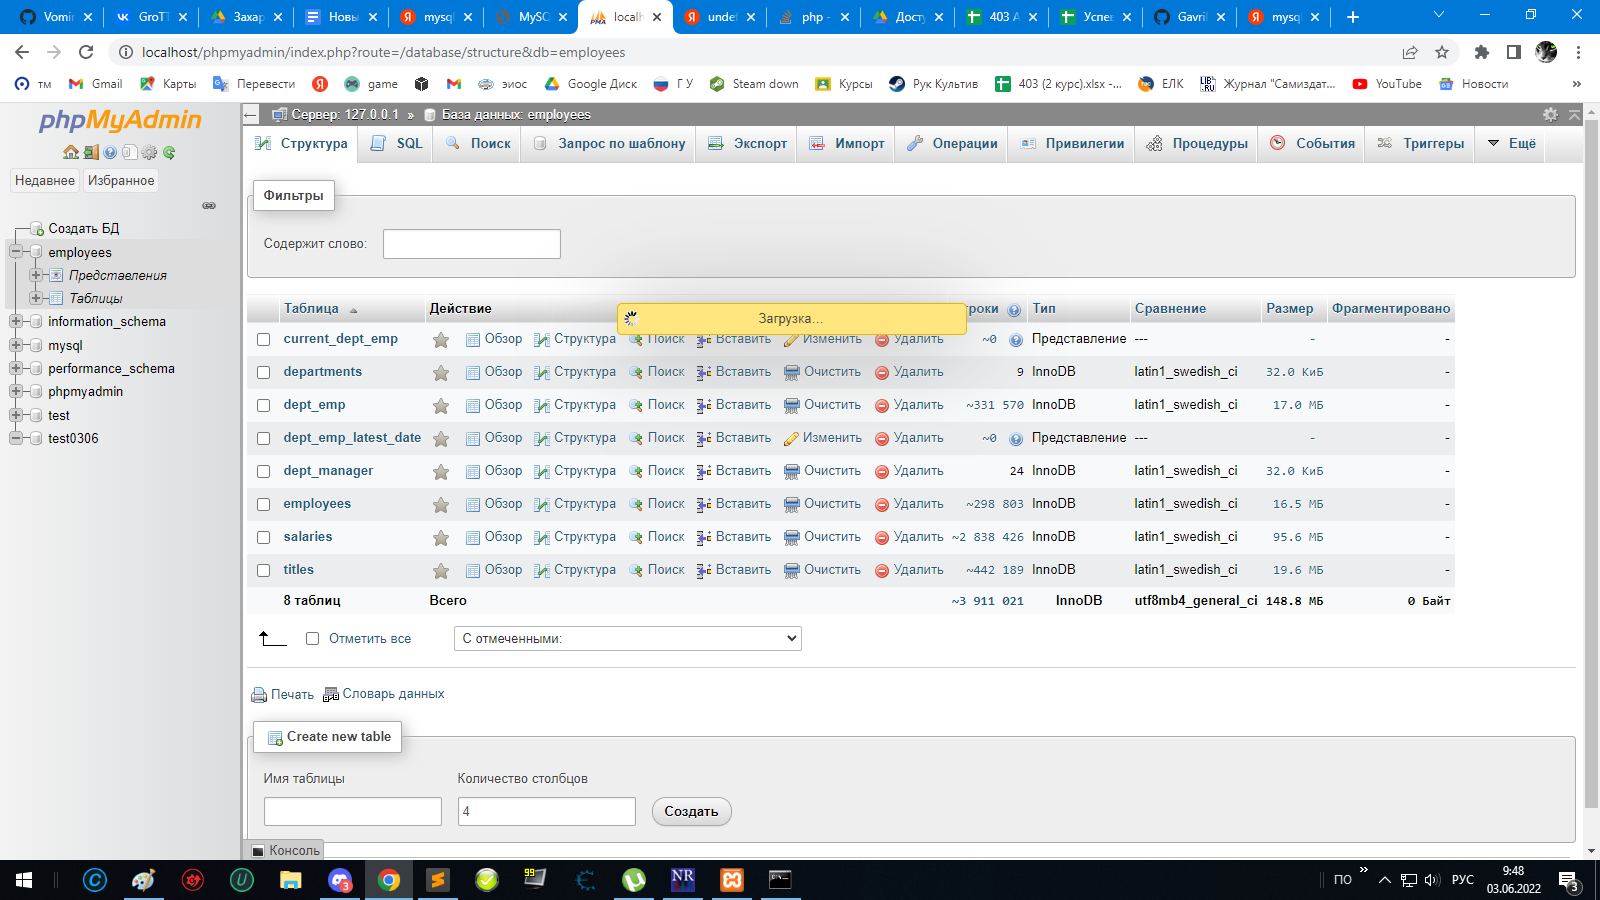 Vomi
GroTT
Захар
Новы
mysql
MySQ
localh
undef
php -
Досту
403 А
Успев
Gavril
mysq
localhost/phpmyadmin/index.php?route=/database/structure&db=employees
тм
Gmail
Карты
Перевести
game
эиос
Google Диск
Г У
Steam down
Курсы
Рук Культив
403 (2 курс).xlsx -...
ЕЛК
Журнал "Самиздат...
YouTube
Новости
»
phpMyAdmin
Недавнее
Избранное
Создать БД
employees
Представления
Таблицы
information_schema
mysql
performance_schema
phpmyadmin
test
test0306
Сервер: 127.0.0.1 » База данных: employees
Структура
SQL
Поиск
Запрос по шаблону
Экспорт
Импорт
Операции
Привилегии
Процедуры
События
Триггеры
Ещё
Фильтры
Содержит слово:
Загрузка...
Таблица Действие роки Тип Сравнение Размер Фрагментировано
current_dept_emp Обзор Структура Поиск Вставить Изменить Удалить ~0 Представление --- - -
departments Обзор Структура Поиск Вставить Очистить Удалить 9 InnoDB latin1_swedish_ci 32.0 КиБ -
dept_emp Обзор Структура Поиск Вставить Очистить Удалить ~331 570 InnoDB latin1_swedish_ci 17.0 МБ -
dept_emp_latest_date Обзор Структура Поиск Вставить Изменить Удалить ~0 Представление --- - -
dept_manager Обзор Структура Поиск Вставить Очистить Удалить 24 InnoDB latin1_swedish_ci 32.0 КиБ -
employees Обзор Структура Поиск Вставить Очистить Удалить ~298 803 InnoDB latin1_swedish_ci 16.5 МБ -
salaries Обзор Структура Поиск Вставить Очистить Удалить ~2 838 426 InnoDB latin1_swedish_ci 95.6 МБ -
titles Обзор Структура Поиск Вставить Очистить Удалить ~442 189 InnoDB latin1_swedish_ci 19.6 МБ -
8 таблиц Всего ~3 911 021 InnoDB utf8mb4_general_ci 148.8 МБ 0 Байт
Отметить все
С отмеченными:
Печать
Словарь данных
Create new table
Имя таблицы
Количество столбцов
4
Создать
Консоль
ПО
»
РУС
9:48
03.06.2022
3
3
99
NR